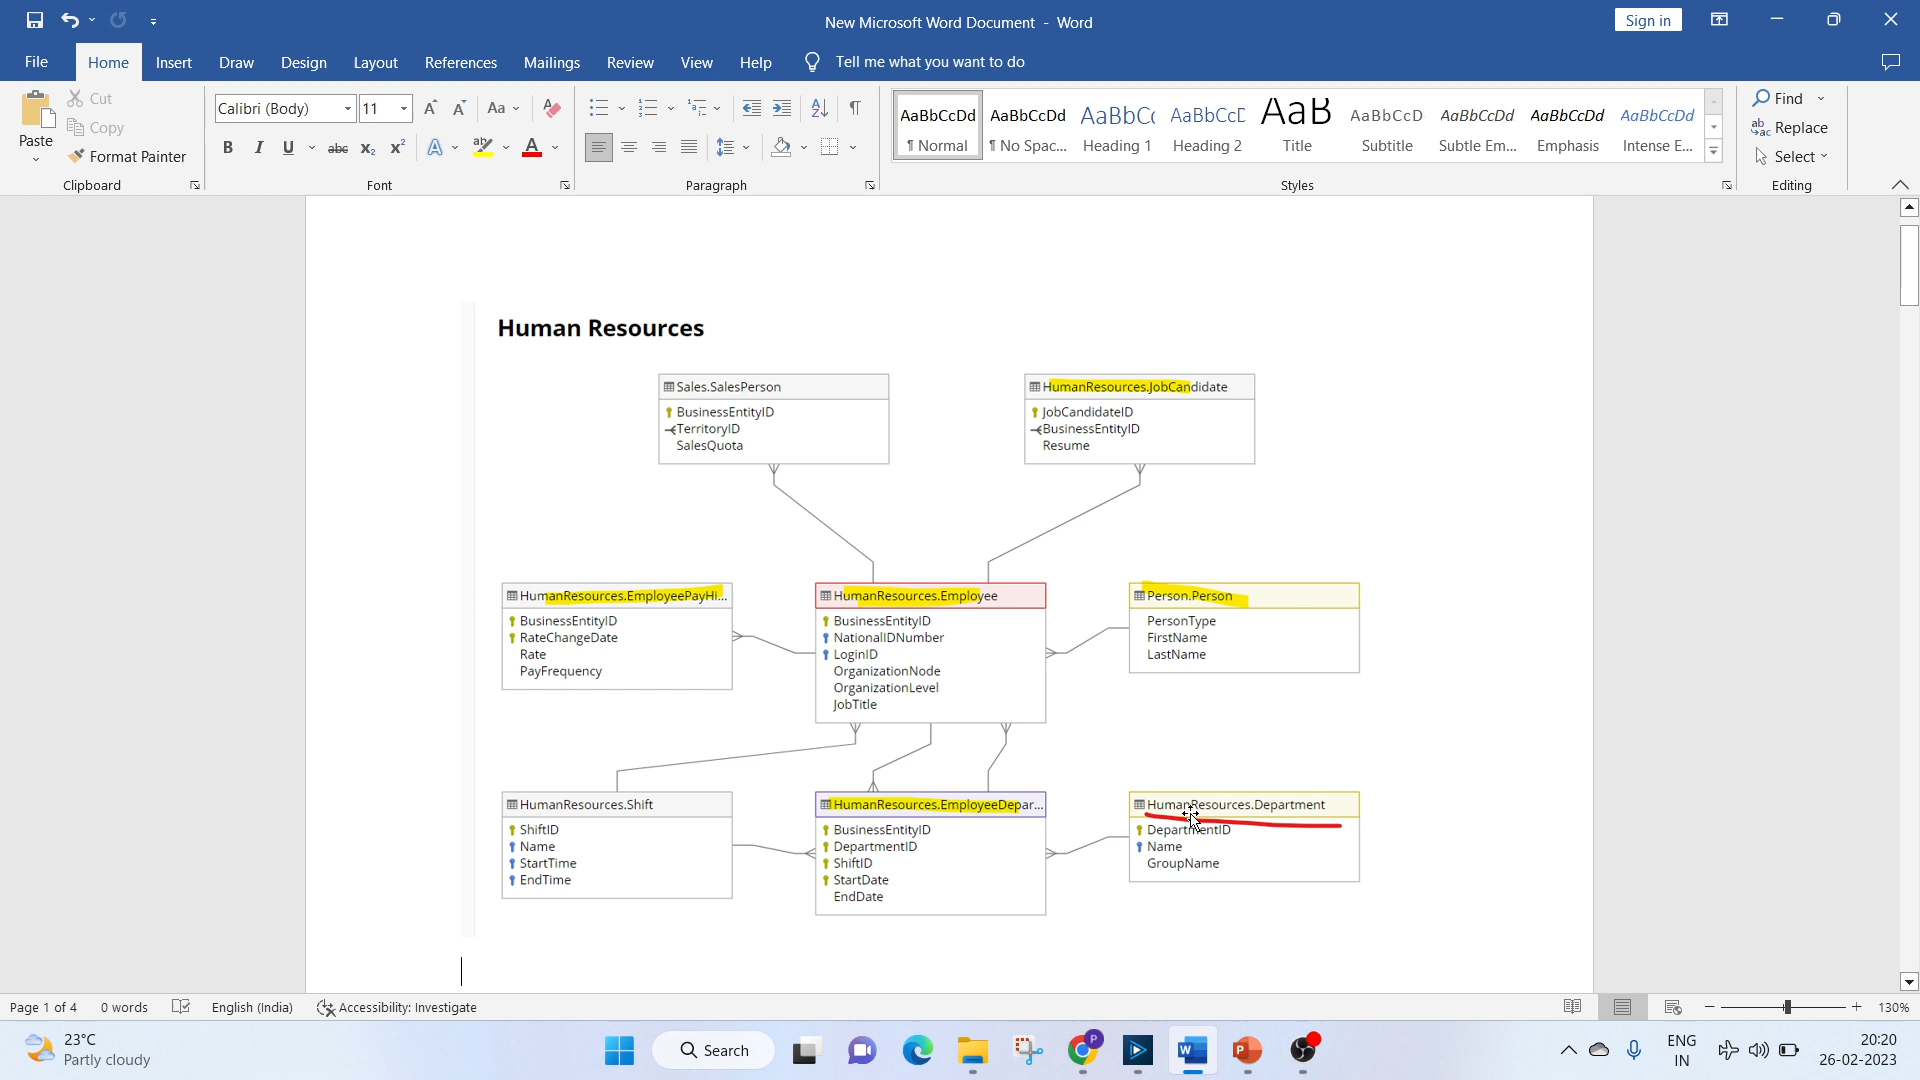 New Microsoft Word Document - Word
Sign in
File
Home
Insert
Draw
Design
Layout
References
Mailings
Review
View
Help
Tell me what you want to do
Paste
Cut
Copy
Format Painter
Clipboard
Calibri (Body)
11
Aa
B I U abc x₂ x² A ab A
Font
Paragraph
AaBbCcDd
¶ Normal
AaBbCcDd
¶ No Spac...
AaBbCc
Heading 1
AaBbCcC
Heading 2
AaB
Title
AaBbCcD
Subtitle
AaBbCcDd
Subtle Em...
AaBbCcDd
Emphasis
AaBbCcDd
Intense E...
Styles
Find
Replace
Select
Editing
Human Resources
Sales.SalesPerson
BusinessEntityID
TerritoryID
SalesQuota
HumanResources.JobCandidate
JobCandidateID
BusinessEntityID
Resume
HumanResources.EmployeePayHi...
BusinessEntityID
RateChangeDate
Rate
PayFrequency
HumanResources.Employee
BusinessEntityID
NationalIDNumber
LoginID
OrganizationNode
OrganizationLevel
JobTitle
Person.Person
PersonType
FirstName
LastName
HumanResources.Shift
ShiftID
Name
StartTime
EndTime
HumanResources.EmployeeDepar...
BusinessEntityID
DepartmentID
ShiftID
StartDate
EndDate
HumanResources.Department
DepartmentID
Name
GroupName
Page 1 of 4
0 words
English (India)
Accessibility: Investigate
130%
23°C
Partly cloudy
Search
P
W
P
ENG
IN
20:20
26-02-2023